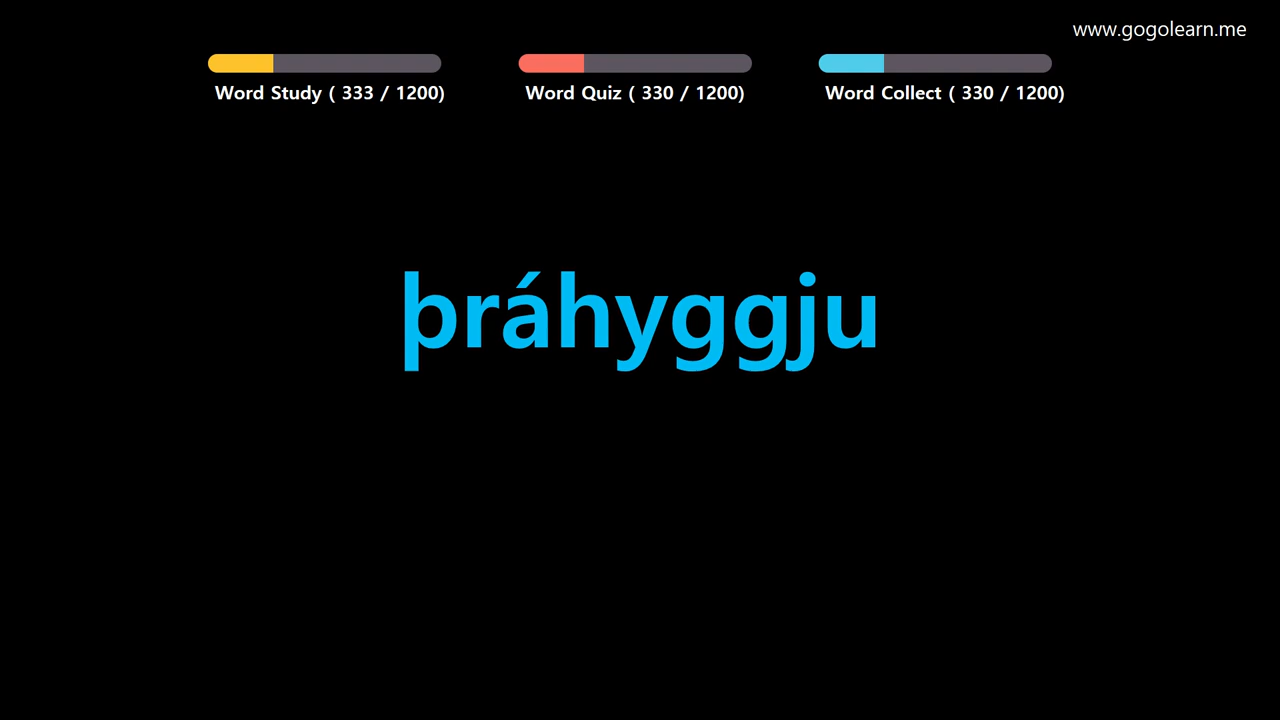 www.gogolearn.me
Word Study ( 333 / 1200)
Word Quiz ( 330 / 1200)
Word Collect ( 330 / 1200)
þráhyggju